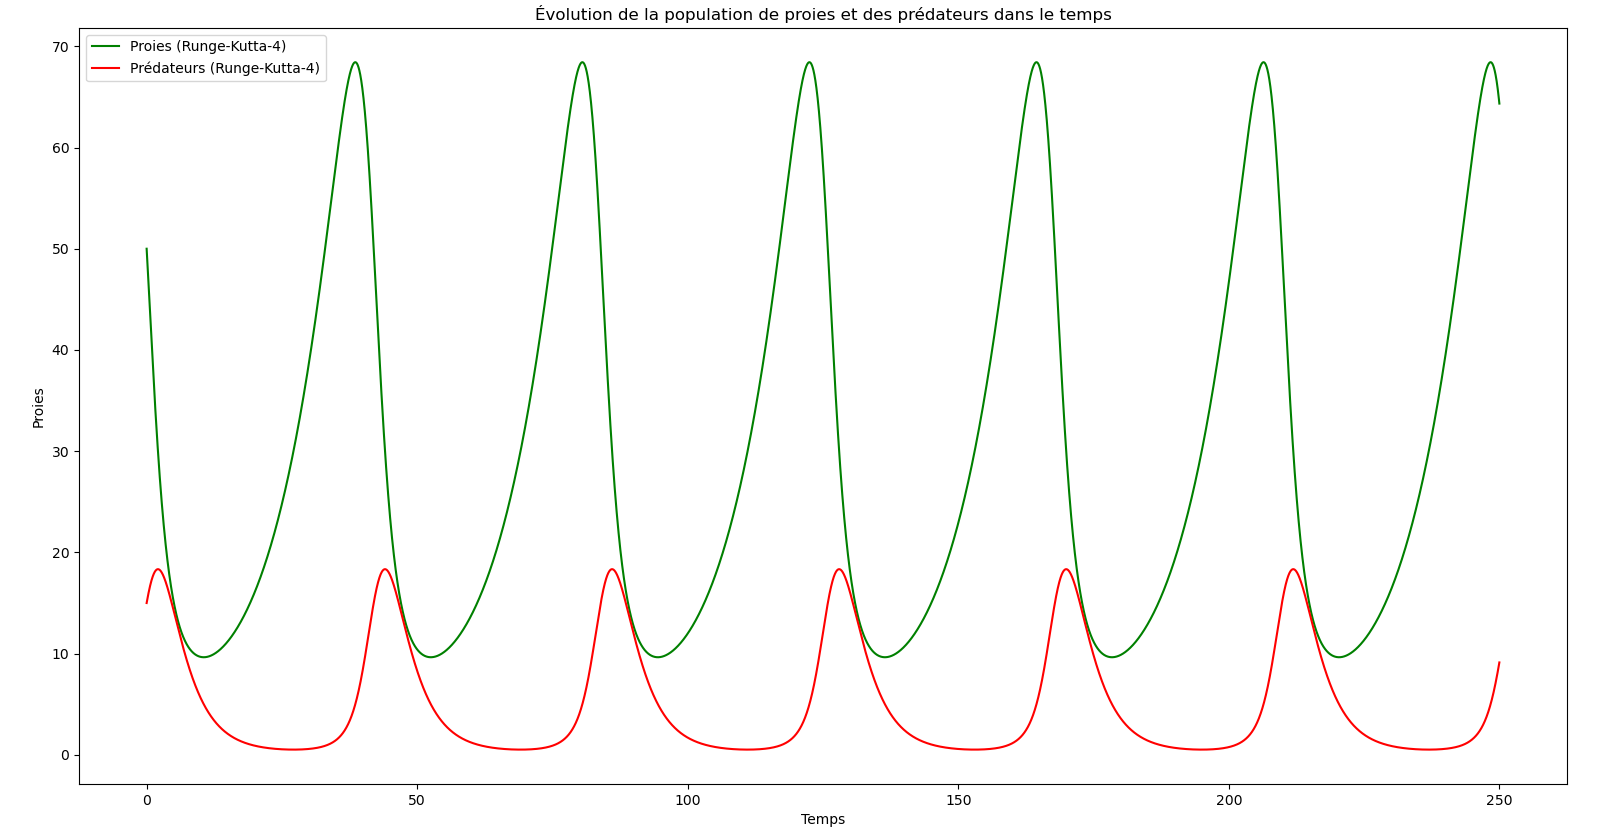 Évolution de la population de proies et des prédateurs dans le temps
Proies (Runge-Kutta-4)
Prédateurs (Runge-Kutta-4)
70
60
50
40
30
20
10
0
Proies
0
50
100
150
200
250
Temps